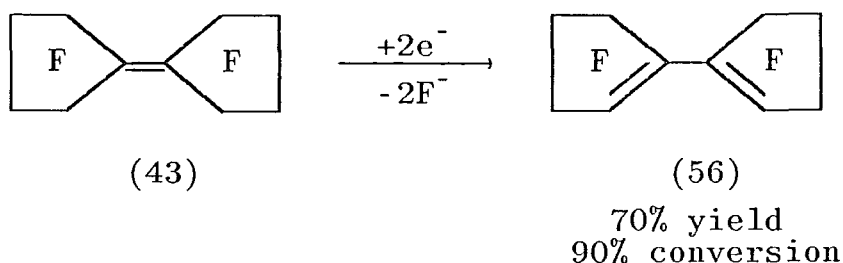 F F +2e⁻ F F
- 2F⁻
(43) (56)
70% yield
90% conversion